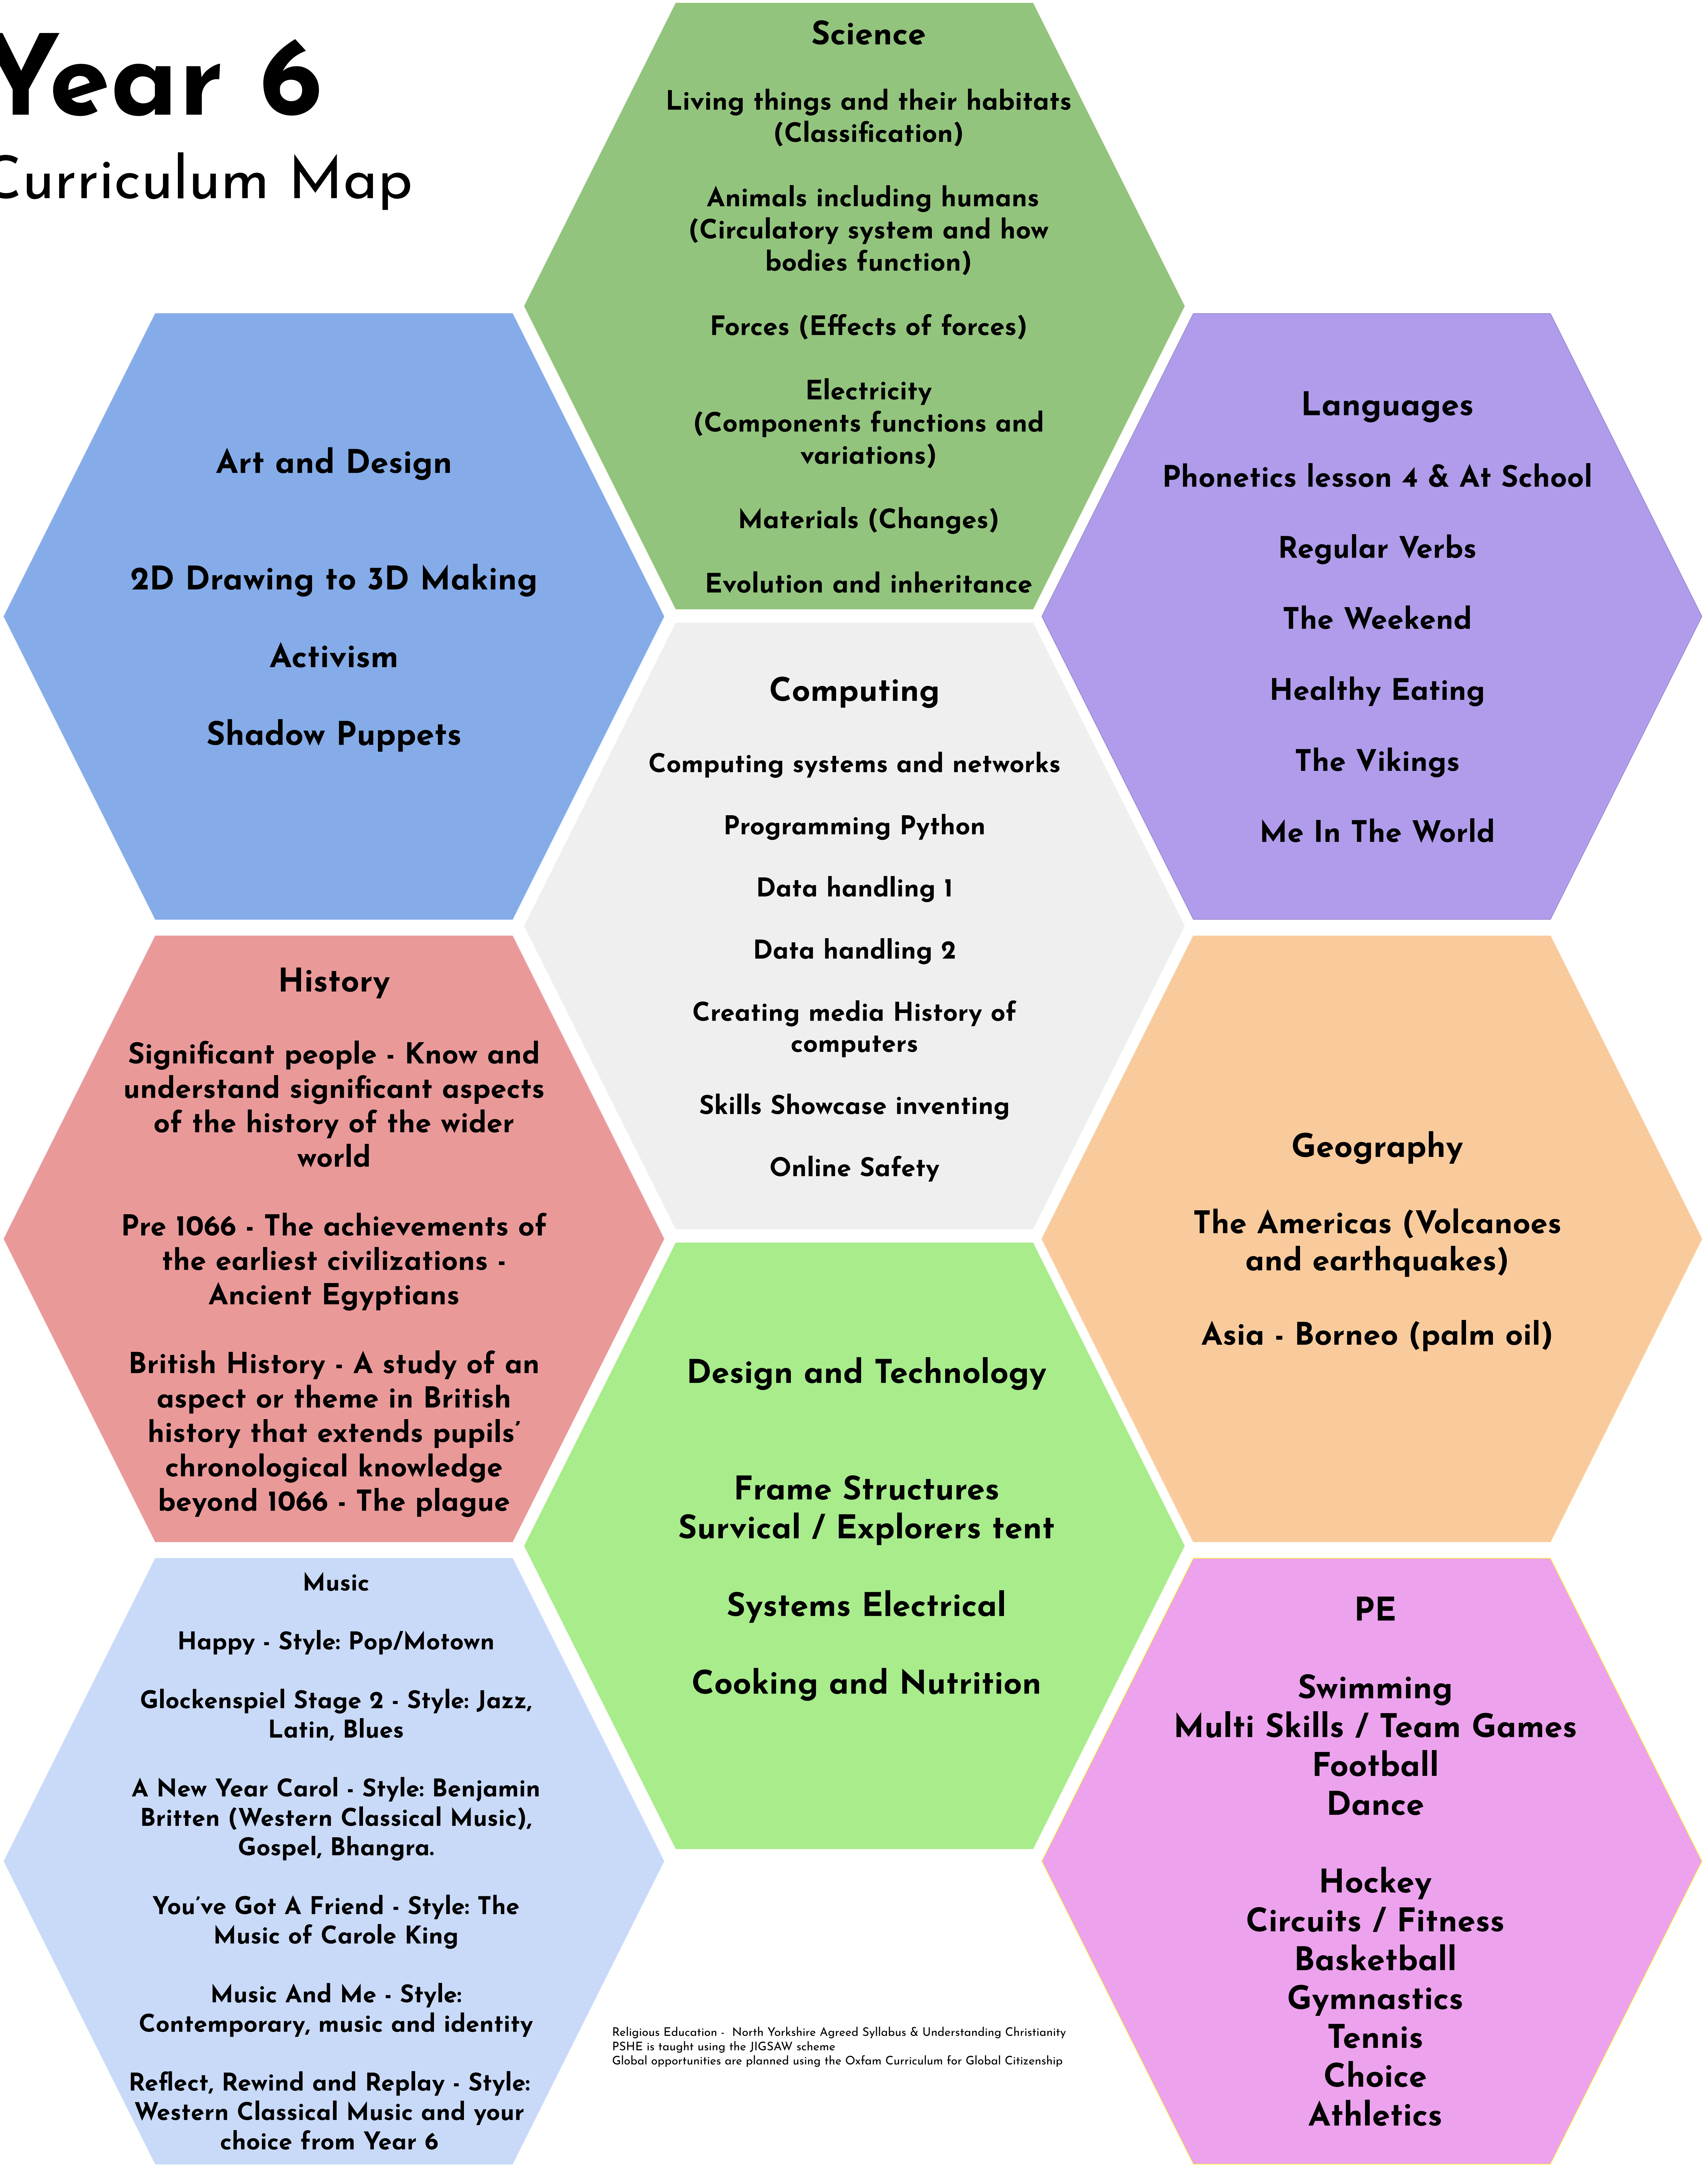 Year 6
Curriculum Map
Science
Living things and their habitats
(Classification)
Animals including humans
(Circulatory system and how
bodies function)
Forces (Effects of forces)
Electricity
(Components functions and
variations)
Materials (Changes)
Evolution and inheritance
Art and Design
2D Drawing to 3D Making
Activism
Shadow Puppets
Languages
Phonetics lesson 4 & At School
Regular Verbs
The Weekend
Healthy Eating
The Vikings
Me In The World
Computing
Computing systems and networks
Programming Python
Data handling 1
Data handling 2
Creating media History of
computers
Skills Showcase inventing
Online Safety
History
Significant people - Know and
understand significant aspects
of the history of the wider
world
Pre 1066 - The achievements of
the earliest civilizations -
Ancient Egyptians
British History - A study of an
aspect or theme in British
history that extends pupils’
chronological knowledge
beyond 1066 - The plague
Geography
The Americas (Volcanoes
and earthquakes)
Asia - Borneo (palm oil)
Design and Technology
Frame Structures
Survical / Explorers tent
Systems Electrical
Cooking and Nutrition
Music
Happy - Style: Pop/Motown
Glockenspiel Stage 2 - Style: Jazz,
Latin, Blues
A New Year Carol - Style: Benjamin
Britten (Western Classical Music),
Gospel, Bhangra.
You’ve Got A Friend - Style: The
Music of Carole King
Music And Me - Style:
Contemporary, music and identity
Reflect, Rewind and Replay - Style:
Western Classical Music and your
choice from Year 6
PE
Swimming
Multi Skills / Team Games
Football
Dance
Hockey
Circuits / Fitness
Basketball
Gymnastics
Tennis
Choice
Athletics
Religious Education - North Yorkshire Agreed Syllabus & Understanding Christianity
PSHE is taught using the JIGSAW scheme
Global opportunities are planned using the Oxfam Curriculum for Global Citizenship